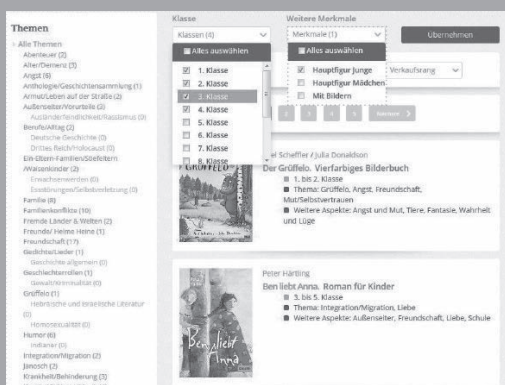 Themen
› Alle Themen
Abenteuer (2)
Alter/Demenz (3)
Angst (8)
Anthologie/Geschichtensammlung (1)
Armut/Leben auf der Straße (2)
Außenseiter/Vorurteile (2)
Ausländerfeindlichkeit/Rassismus (0)
Berufe/Alltag (2)
Deutsche Geschichte (0)
Drittes Reich/Holocaust (0)
Ein-Eltern-Familien/Stiefeltern
/Waisenkinder (2)
Erwachsenwerden (0)
Essstörungen/Selbstverletzung (0)
Familie (8)
Familienkonflikte (10)
Fremde Länder & Welten (2)
Freunde/ Helme Heine (1)
Freundschaft (17)
Gedichte/Lieder (1)
Geschichte allgemein (0)
Geschlechterrollen (1)
Gewalt/Kriminalität (0)
Grüffelo (1)
Hebräische und israelische Literatur
(0)
Homosexualität (0)
Humor (6)
Indianer (0)
Integration/Migration (2)
Janosch (2)
Krankheit/Behinderung (3)
Klasse
Klassen (4)
Alles auswählen
1. Klasse
2. Klasse
3. Klasse
4. Klasse
5. Klasse
6. Klasse
7. Klasse
8. Klasse
Weitere Merkmale
Merkmale (1)
Alles auswählen
Hauptfigur Junge
Hauptfigur Mädchen
Mit Bildern
Übernehmen
Verkaufsrang
2 3 4 5
GRÜFFELO
el Scheffler / Julia Donaldson
Der Grüffelo. Vierfarbiges Bilderbuch
1. bis 2. Klasse
Thema: Grüffelo, Angst, Freundschaft,
Mut/Selbstvertrauen
Weitere Aspekte: Angst und Mut, Tiere, Fantasie, Wahrheit
und Lüge
Ben liebt
Anna
Peter Härtling
Ben liebt Anna. Roman für Kinder
3. bis 5. Klasse
Thema: Integration/Migration, Liebe
Weitere Aspekte: Außenseiter, Freundschaft, Liebe, Schule